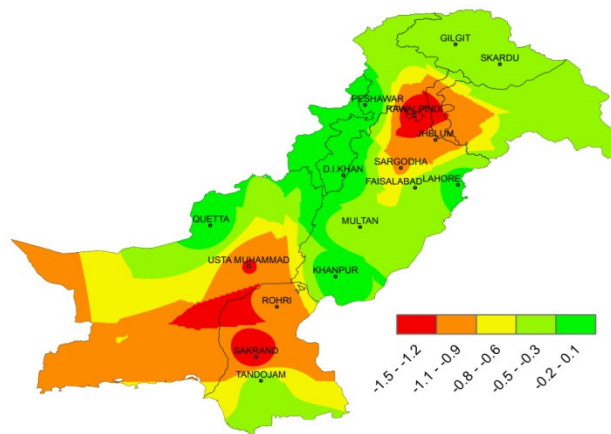 GILGIT
SKARDU
PESHAWAR
RAWALPINDI
JHELUM
SARGODHA
D.I.KHAN
FAISALABAD
LAHORE
QUETTA
MULTAN
USTA MUHAMMAD
KHANPUR
ROHRI
SAKRAND
TANDOJAM
-1.5 - -1.2
-1.1 - -0.9
-0.8 - -0.6
-0.5 - -0.3
-0.2 - 0.1